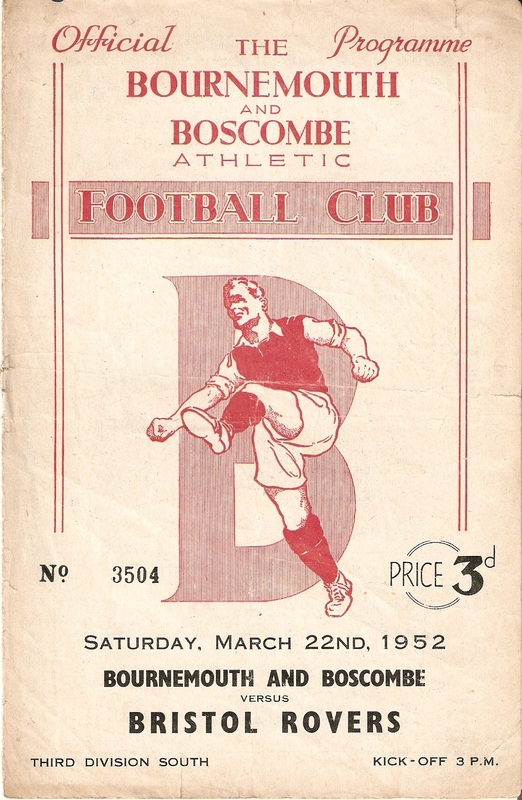 Official THE Programme
BOURNEMOUTH
AND
BOSCOMBE
ATHLETIC
FOOTBALL CLUB
B
Nº 3504
PRICE 3d
SATURDAY, MARCH 22ND, 1952
BOURNEMOUTH AND BOSCOMBE
VERSUS
BRISTOL ROVERS
THIRD DIVISION SOUTH KICK-OFF 3 P.M.